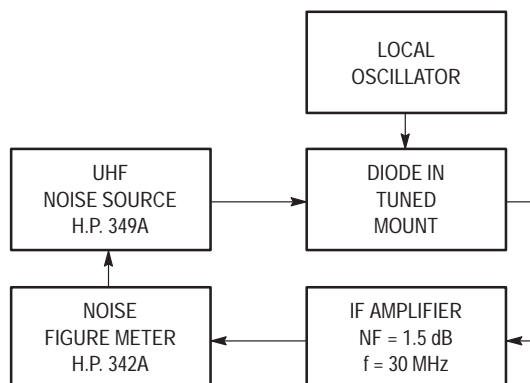 LOCAL
OSCILLATOR
UHF
NOISE SOURCE
H.P. 349A
DIODE IN
TUNED
MOUNT
NOISE
FIGURE METER
H.P. 342A
IF AMPLIFIER
NF = 1.5 dB
f = 30 MHz